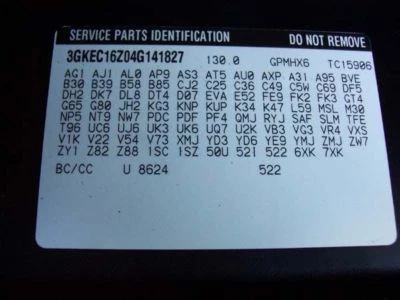 SERVICE PARTS IDENTIFICATION DO NOT REMOVE
3GKEC16Z04G141827 130.0 GPMHX6 TC15906
AG1 AJ1 AL0 AP9 AS3 AT5 AU0 AXP A31 A95 BVE
B30 B39 B58 B85 CJ2 C25 C36 C49 C5W C69 DF5
DH2 DK7 DL8 DT4 D07 EVA E52 FE9 FK2 FK3 GT4
G65 G80 JH2 KG3 KNP KUP K34 K47 L59 MSL M30
NP5 NT9 NW7 PDC PDF PF4 QMJ RYJ SAF SLM TFE
T96 UC6 UJ6 UK3 UK6 UQ7 U2K VB3 VG3 VR4 VXS
V1K V22 V54 V73 XMJ YD3 YD6 YE9 YMJ ZMJ ZW7
ZY1 Z82 Z88 1SC 1SZ 50U 521 522 6XK 7XK
BC/CC U 8624 522